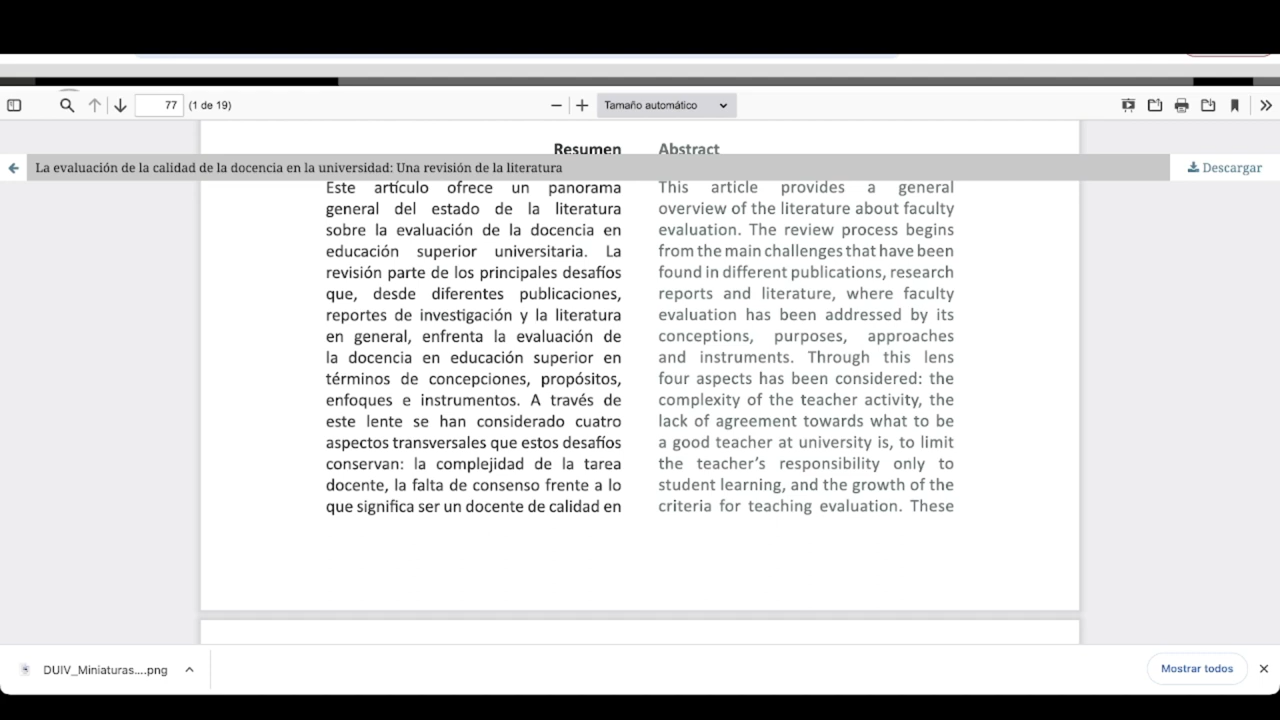 77 (1 de 19)
Tamaño automático
La evaluación de la calidad de la docencia en la universidad: Una revisión de la literatura
Descargar
Resumen
Este artículo ofrece un panorama
general del estado de la literatura
sobre la evaluación de la docencia en
educación superior universitaria. La
revisión parte de los principales desafíos
que, desde diferentes publicaciones,
reportes de investigación y la literatura
en general, enfrenta la evaluación de
la docencia en educación superior en
términos de concepciones, propósitos,
enfoques e instrumentos. A través de
este lente se han considerado cuatro
aspectos transversales que estos desafíos
conservan: la complejidad de la tarea
docente, la falta de consenso frente a lo
que significa ser un docente de calidad en
Abstract
This article provides a general
overview of the literature about faculty
evaluation. The review process begins
from the main challenges that have been
found in different publications, research
reports and literature, where faculty
evaluation has been addressed by its
conceptions, purposes, approaches
and instruments. Through this lens
four aspects has been considered: the
complexity of the teacher activity, the
lack of agreement towards what to be
a good teacher at university is, to limit
the teacher’s responsibility only to
student learning, and the growth of the
criteria for teaching evaluation. These
DUIV_Miniaturas....png
Mostrar todos